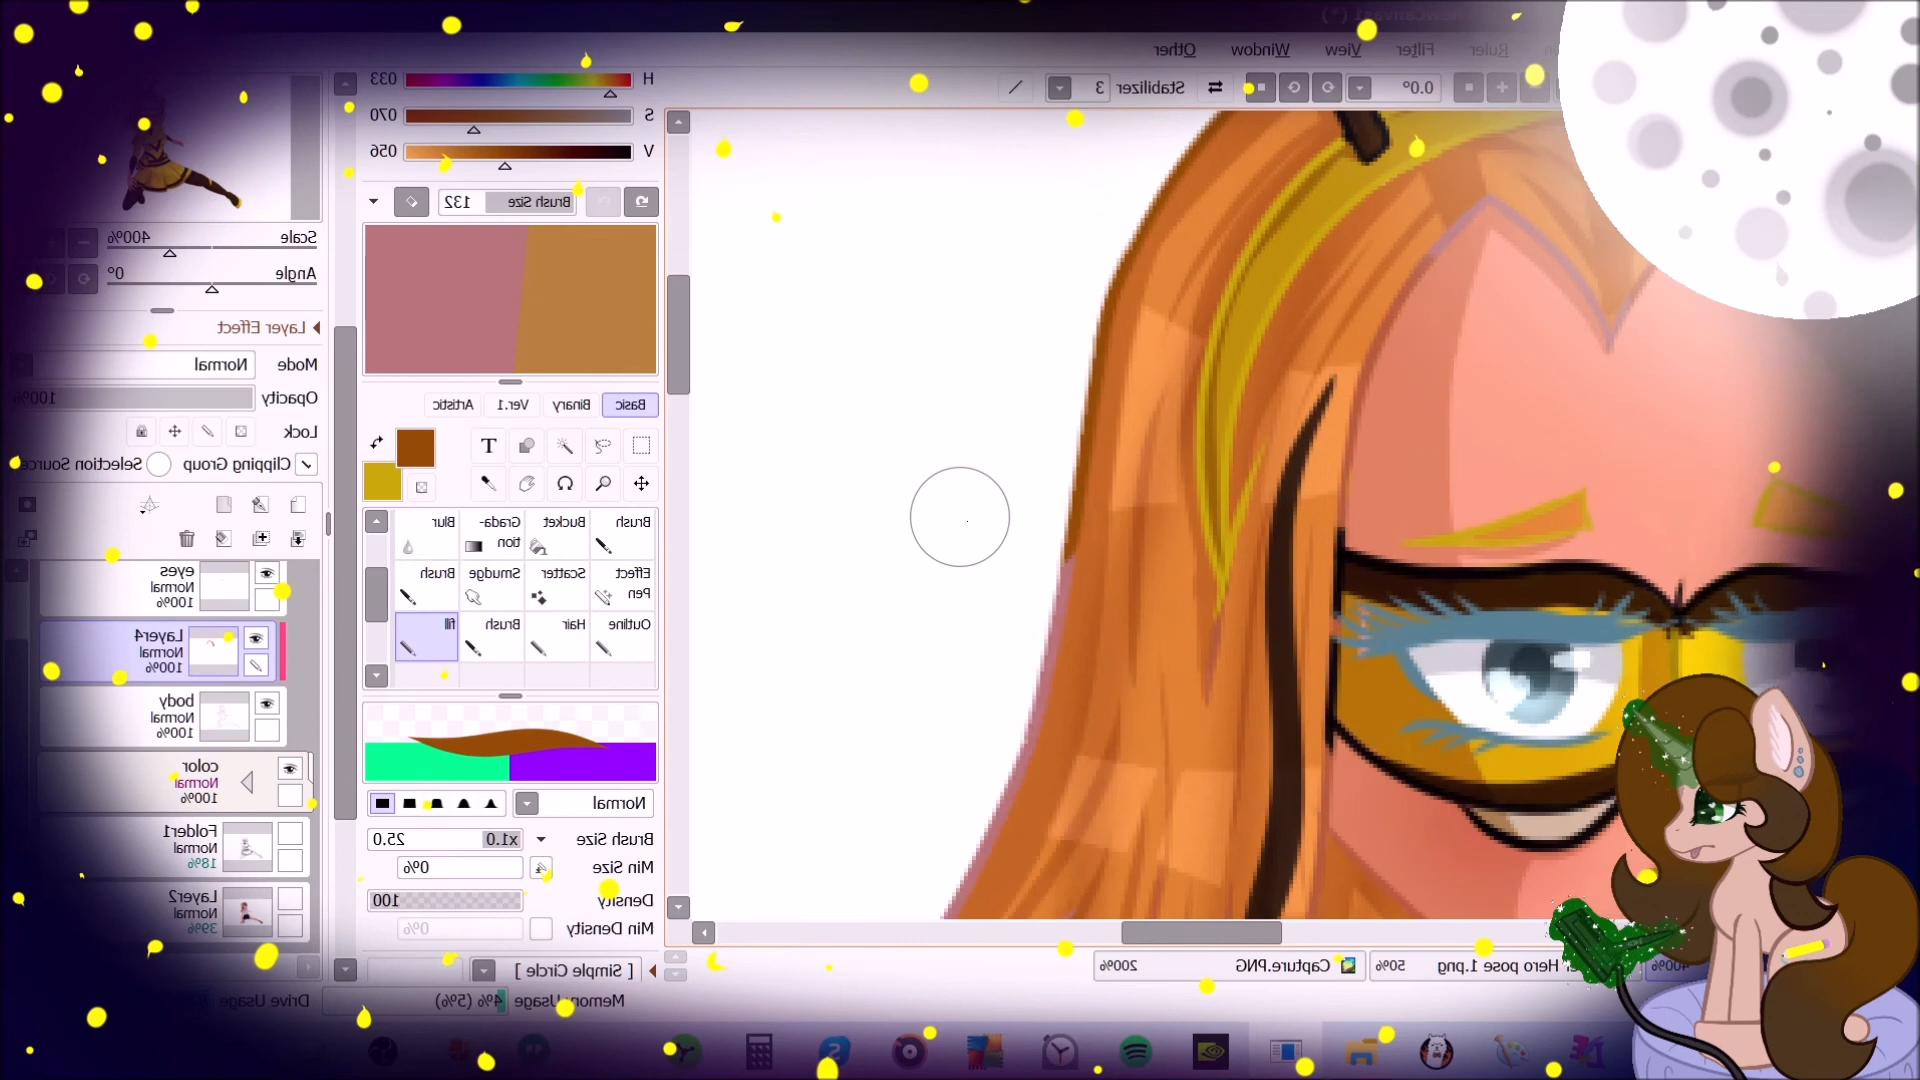 NewCanvas1 (*)
Ruler Filter View Window Other
0.0° Stabilizer 3
H 033
S 070
V 056
Brush Size 132
Scale 400%
Angle 0°
Layer Effect
Mode Normal
Opacity 100%
Lock
Clipping Group Selection Source
Basic Binary Ver.1 Artistic
T
Brush Bucket Grada-tion Blur
Effect Pen Scatter Smudge Brush
Outline Hair Brush fill
eyes
Normal
100%
Layer4
Normal
100%
body
Normal
100%
color
Normal
100%
Folder1
Normal
18%
Layer2
Normal
39%
Normal
Brush Size x1.0 25.0
Min Size 0%
Density 100
Min Density 0%
[ Simple Circle ]
Hero pose 1.png 50%
Capture.PNG 200%
400%
Memory Usage 4% (5%)
Drive Usage